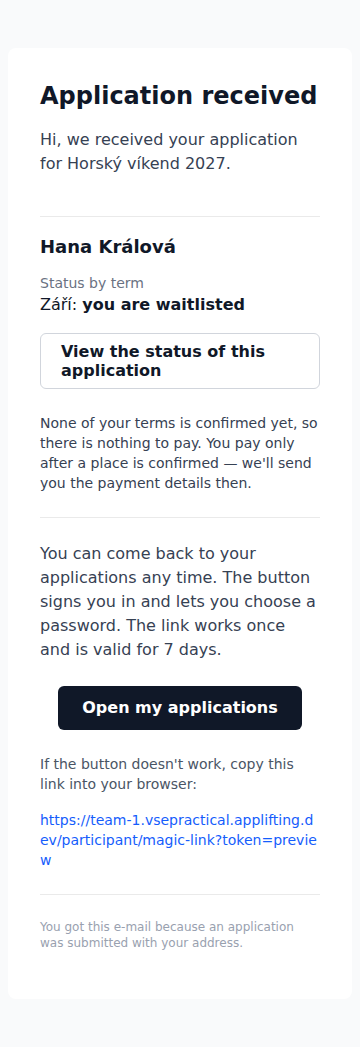 Application received
Hi, we received your application
for Horský víkend 2027.
Hana Králová
Status by term
Září: you are waitlisted
View the status of this
application
None of your terms is confirmed yet, so
there is nothing to pay. You pay only
after a place is confirmed — we'll send
you the payment details then.
You can come back to your
applications any time. The button
signs you in and lets you choose a
password. The link works once
and is valid for 7 days.
Open my applications
If the button doesn't work, copy this
link into your browser:
https://team-1.vsepractical.applifting.d
ev/participant/magic-link?token=previe
w
You got this e-mail because an application
was submitted with your address.